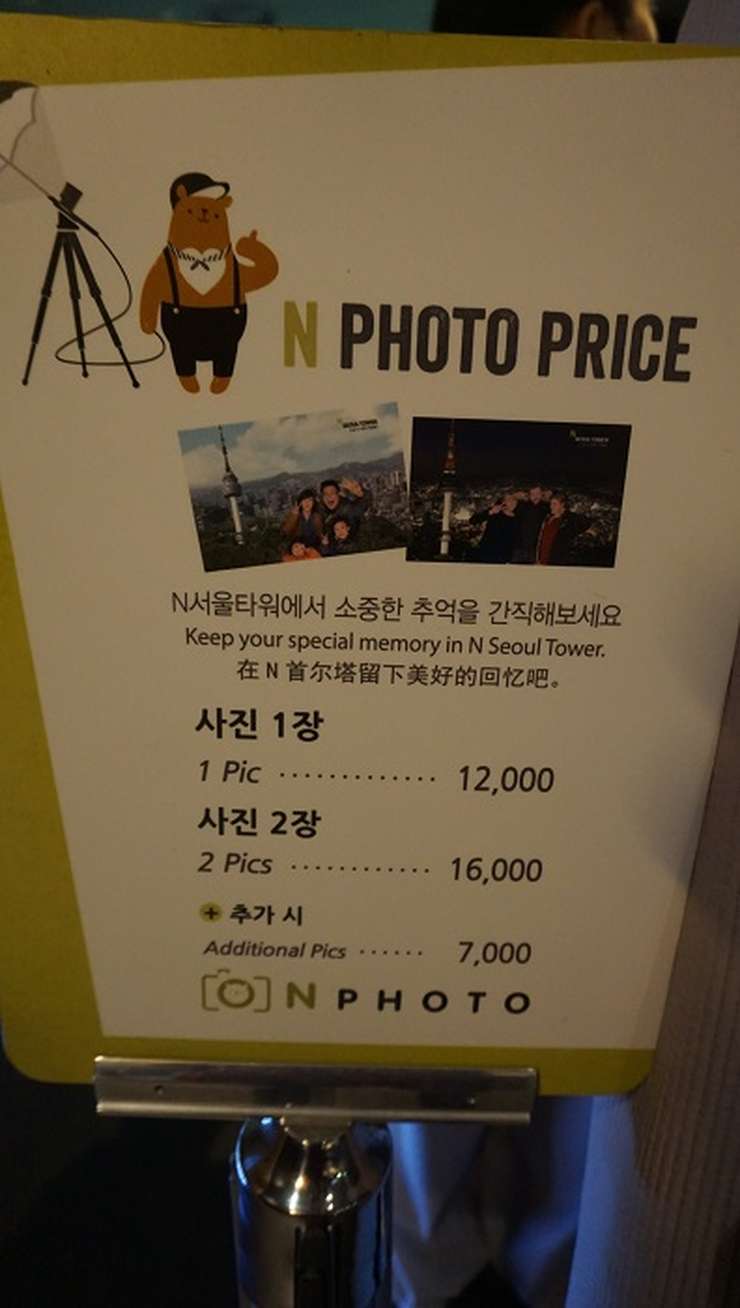 N PHOTO PRICE
N서울타워에서 소중한 추억을 간직해보세요
Keep your special memory in N Seoul Tower.
在 N 首尔塔留下美好的回忆吧。
사진 1장
1 Pic ............. 12,000
사진 2장
2 Pics ............ 16,000
+ 추가 시
Additional Pics ...... 7,000
N PHOTO